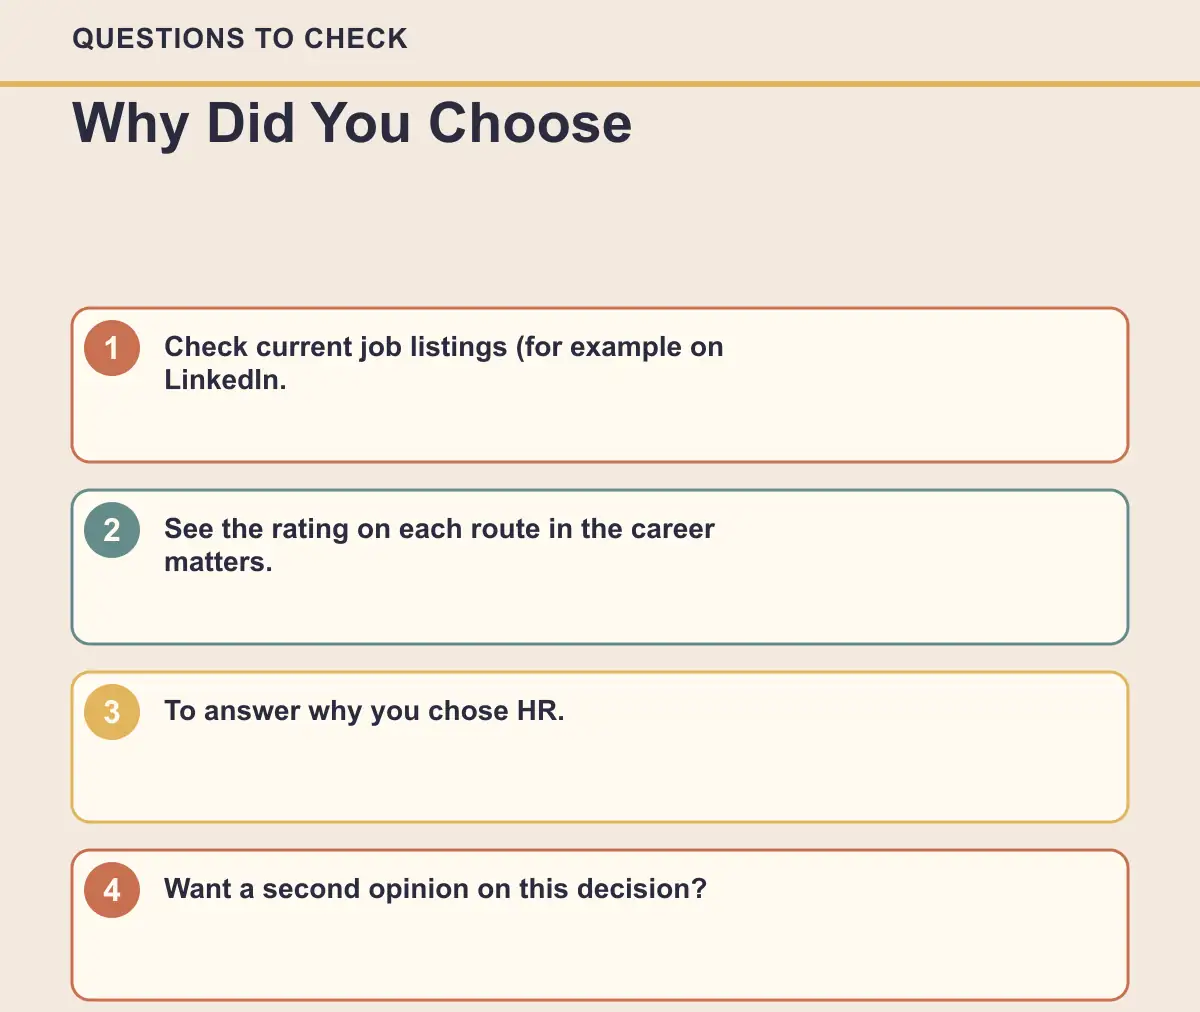 QUESTIONS TO CHECK
Why Did You Choose
1
Check current job listings (for example on
LinkedIn.
2
See the rating on each route in the career
matters.
3
To answer why you chose HR.
4
Want a second opinion on this decision?